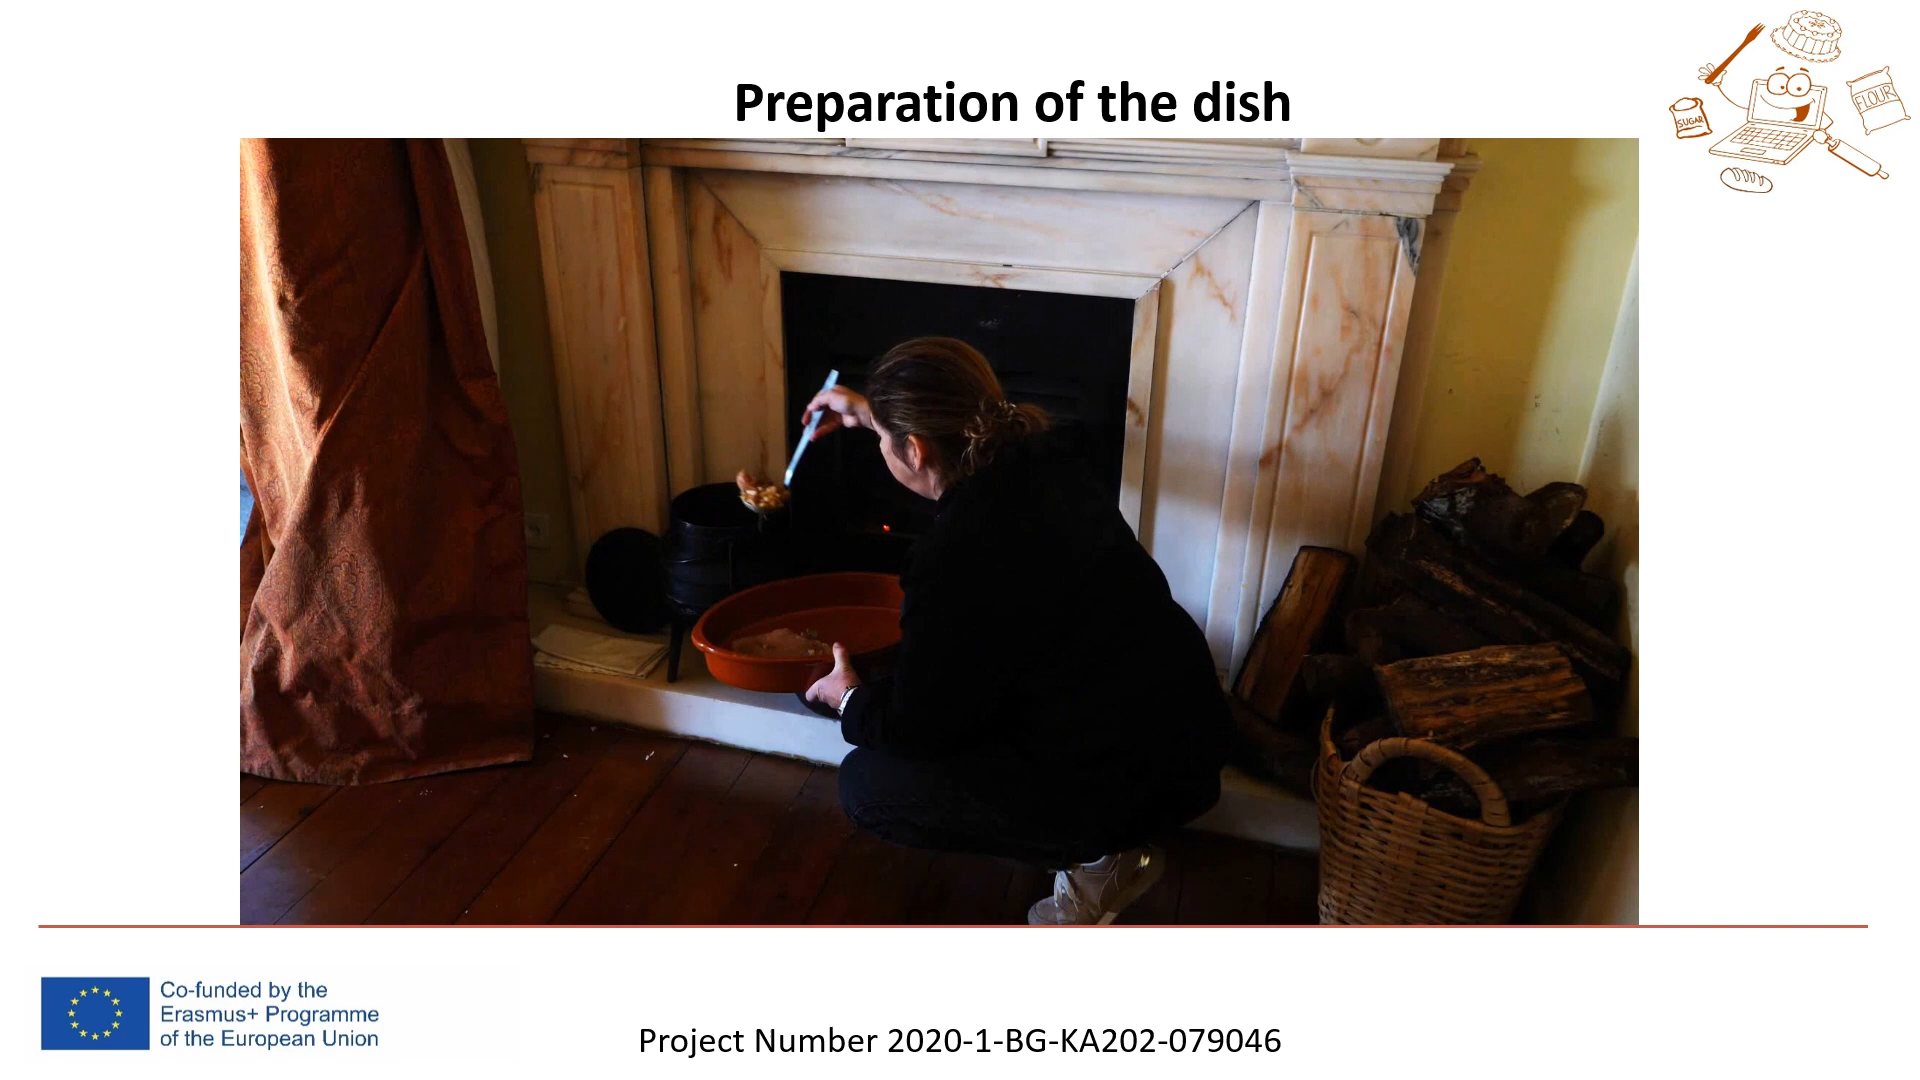 Preparation of the dish
SUGAR
FLOUR
Co-funded by the
Erasmus+ Programme
of the European Union
Project Number 2020-1-BG-KA202-079046